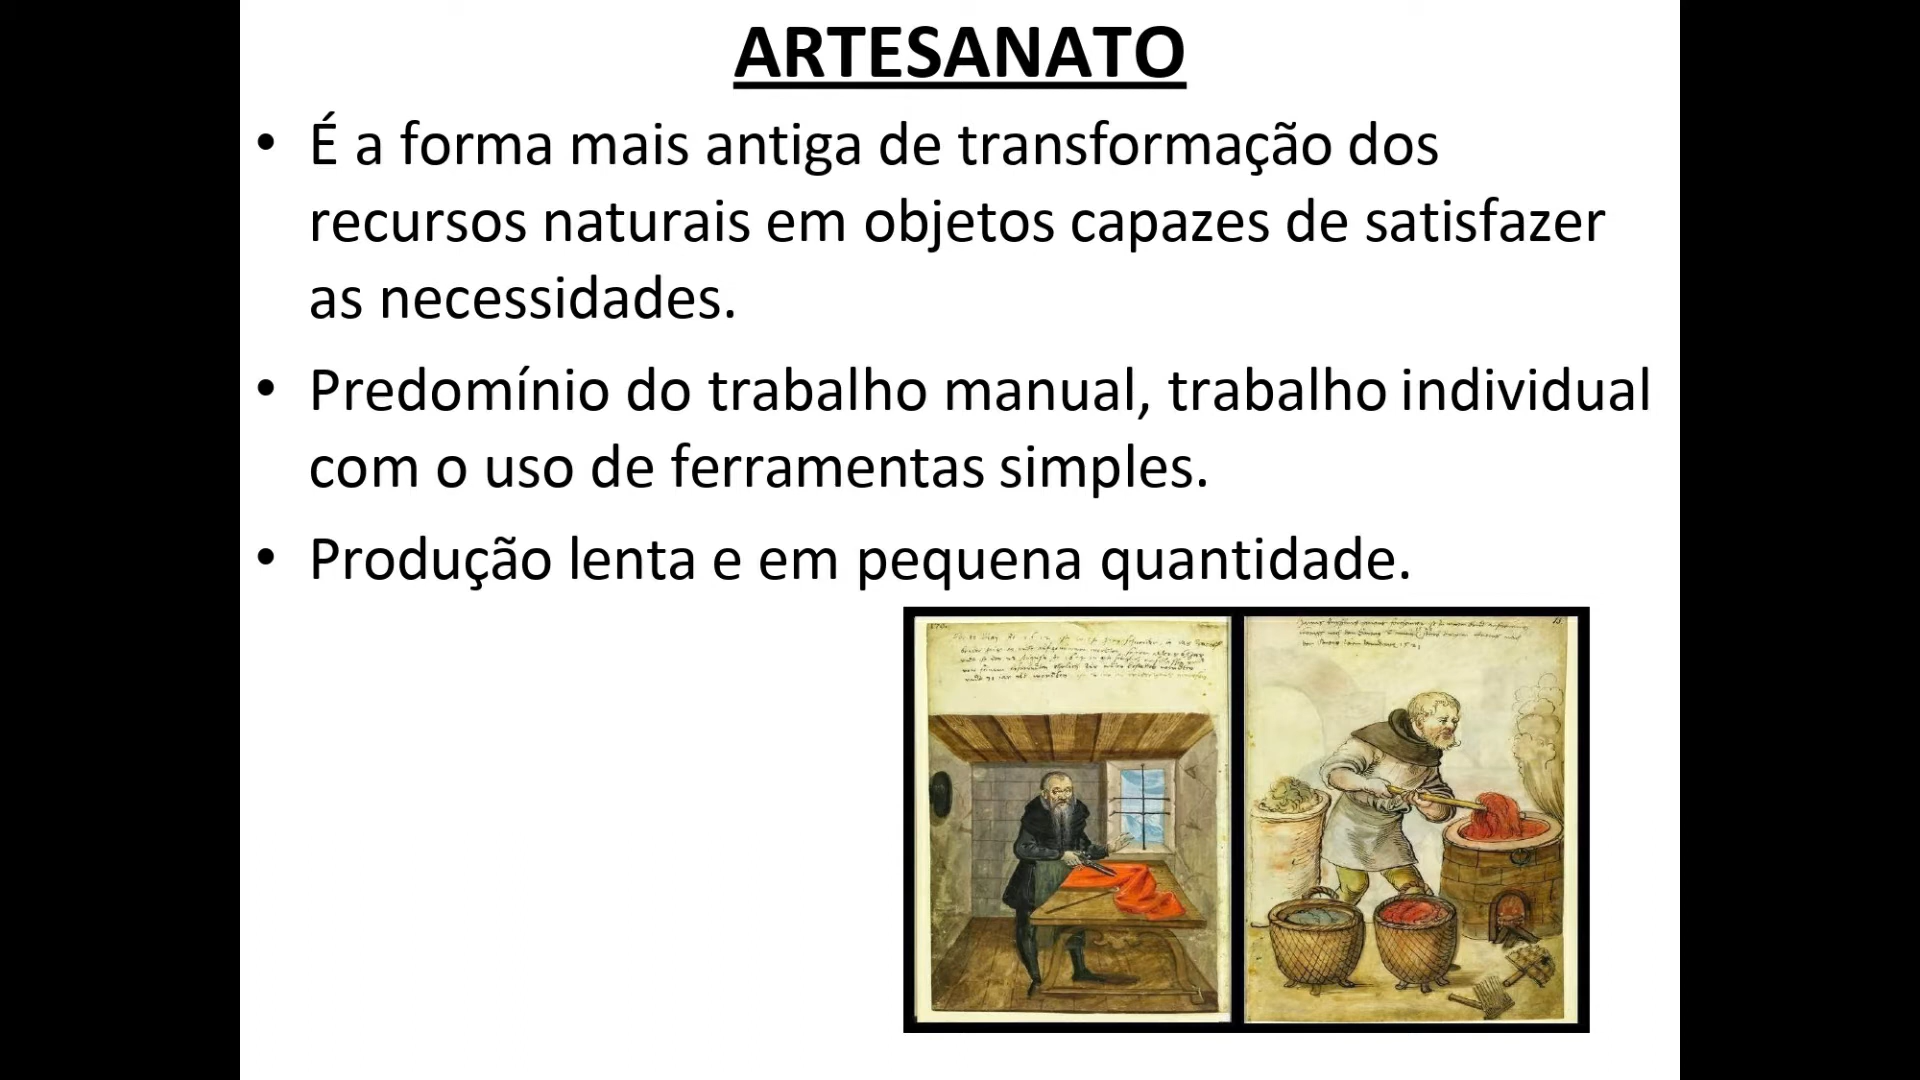 ARTESANATO
• É a forma mais antiga de transformação dos
recursos naturais em objetos capazes de satisfazer
as necessidades.
• Predomínio do trabalho manual, trabalho individual
com o uso de ferramentas simples.
• Produção lenta e em pequena quantidade.